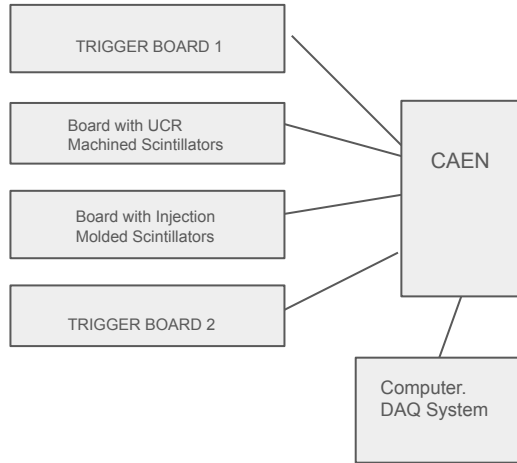 TRIGGER BOARD 1
Board with UCR
Machined Scintillators
CAEN
Board with Injection
Molded Scintillators
TRIGGER BOARD 2
Computer.
DAQ System